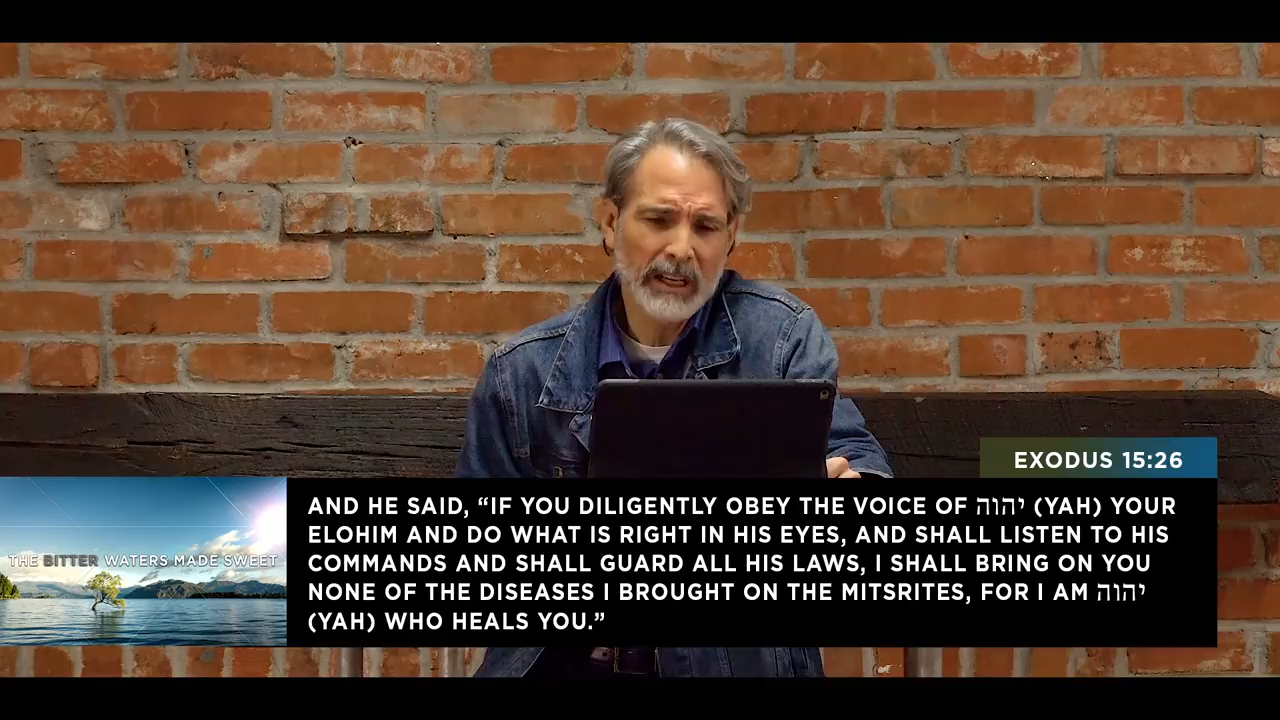 EXODUS 15:26
AND HE SAID, “IF YOU DILIGENTLY OBEY THE VOICE OF יהוה (YAH) YOUR
ELOHIM AND DO WHAT IS RIGHT IN HIS EYES, AND SHALL LISTEN TO HIS
COMMANDS AND SHALL GUARD ALL HIS LAWS, I SHALL BRING ON YOU
NONE OF THE DISEASES I BROUGHT ON THE MITSRITES, FOR I AM יהוה
(YAH) WHO HEALS YOU.”
THE BITTER WATERS MADE SWEET